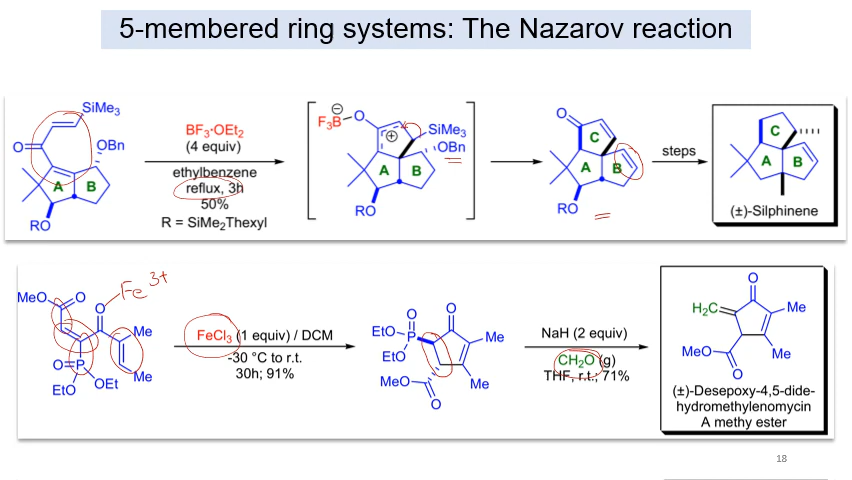 5-membered ring systems: The Nazarov reaction
SiMe3
O
OBn
A
B
RO
BF3·OEt2
(4 equiv)
ethylbenzene
reflux, 3h
50%
R = SiMe2Thexyl
⊖
F3B
O
⊕
SiMe3
OBn
A
B
RO
O
C
A
B
RO
steps
C
A
B
(±)-Silphinene
MeO
O
O
Fe3+
Me
O
P
Me
EtO
OEt
FeCl3 (1 equiv) / DCM
-30 °C to r.t.
30h; 91%
O
O
EtO
P
EtO
Me
MeO
Me
O
NaH (2 equiv)
CH2O (g)
THF, r.t., 71%
O
H2C
Me
MeO
Me
O
(±)-Desepoxy-4,5-dide-
hydromethylenomycin
A methy ester
18